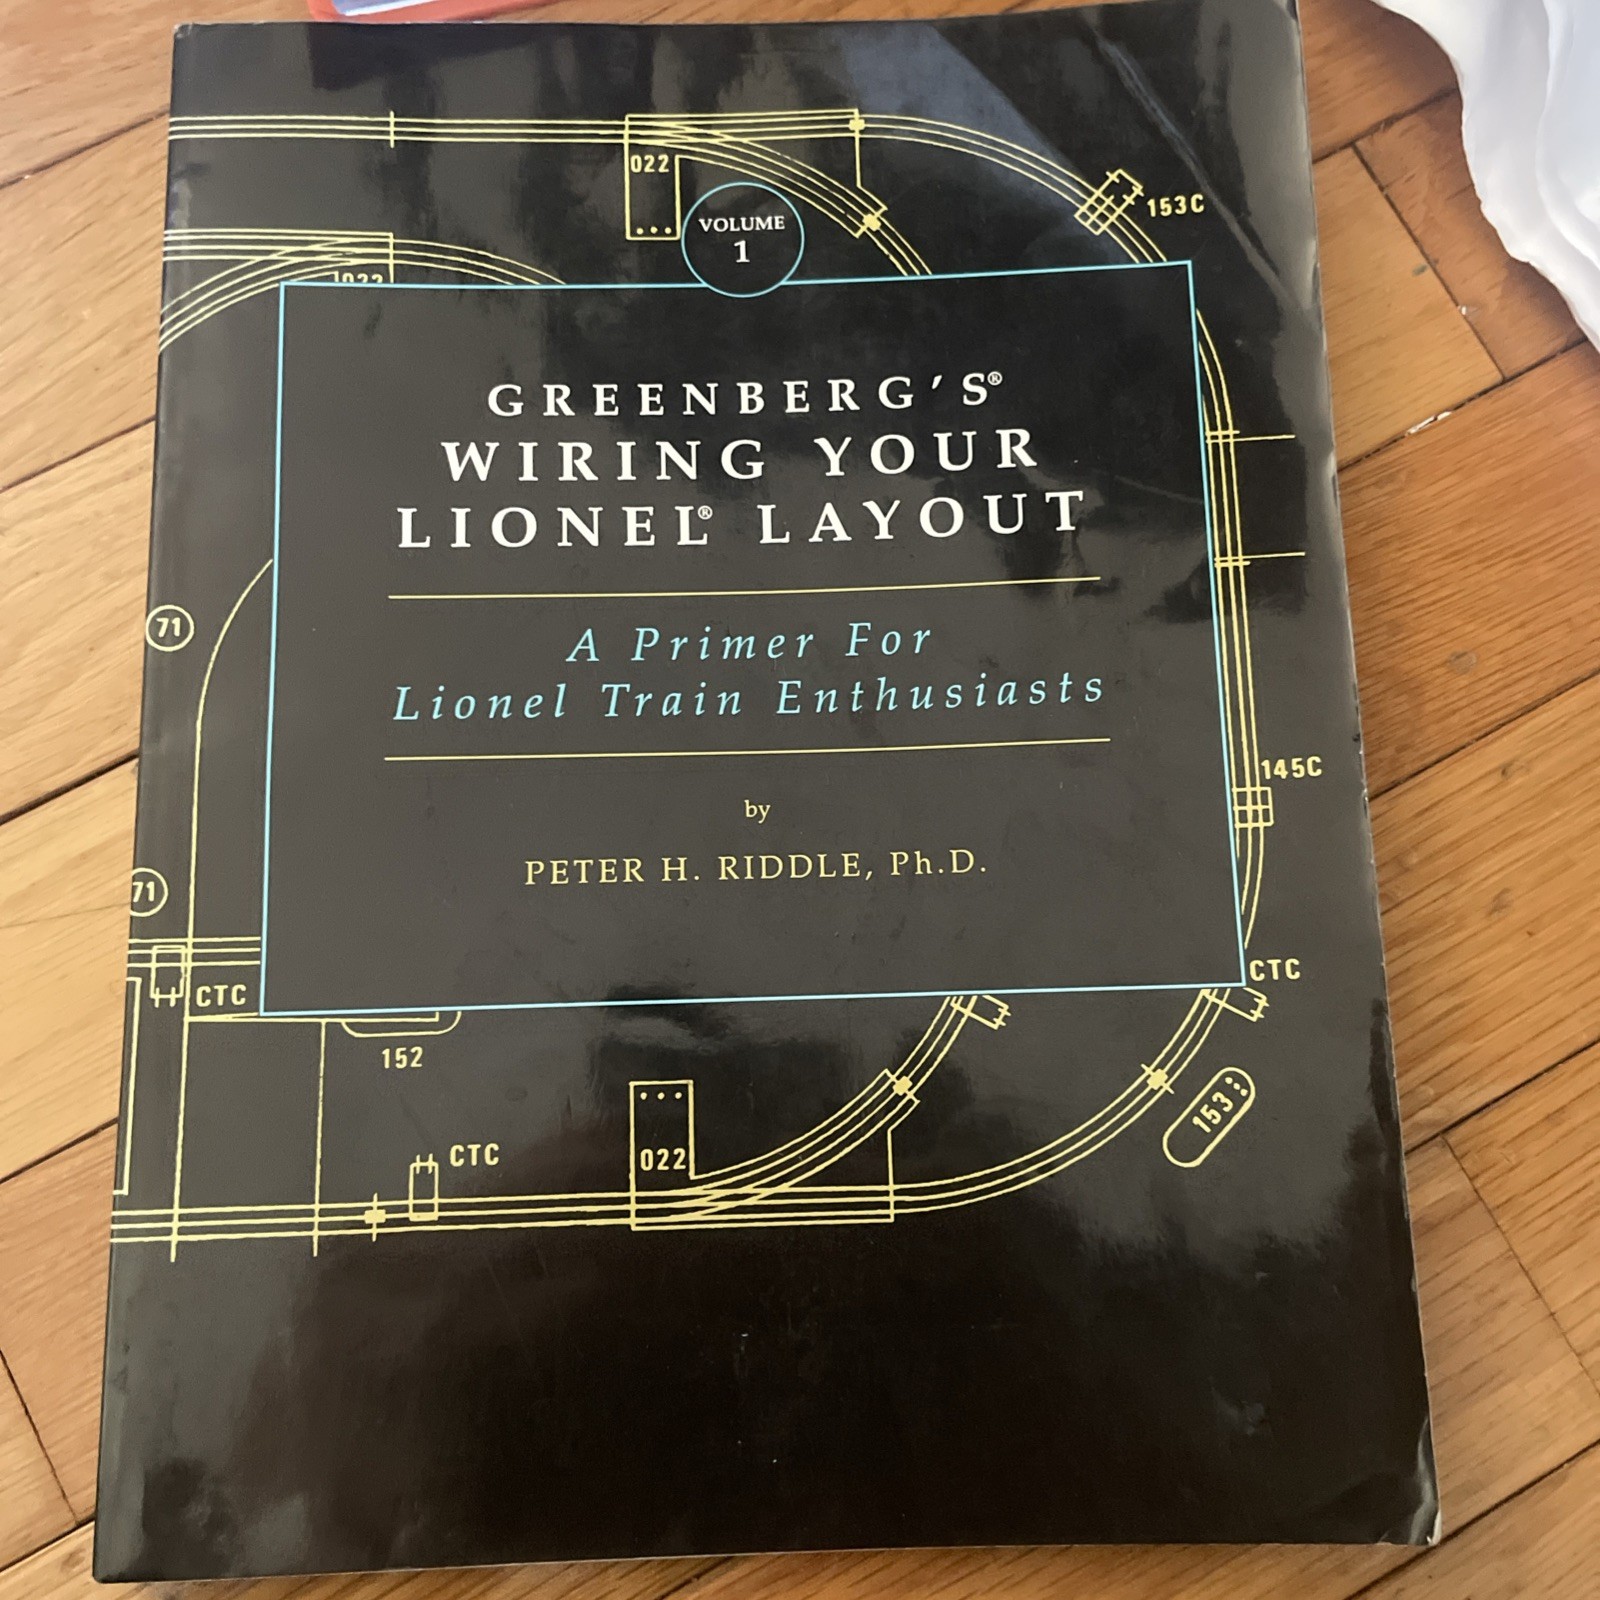 022
153C
VOLUME
1
022
GREENBERG'S®
WIRING YOUR
LIONEL® LAYOUT
A Primer For
Lionel Train Enthusiasts
71
145C
by
PETER H. RIDDLE, Ph.D.
71
CTC
CTC
152
153
CTC
022